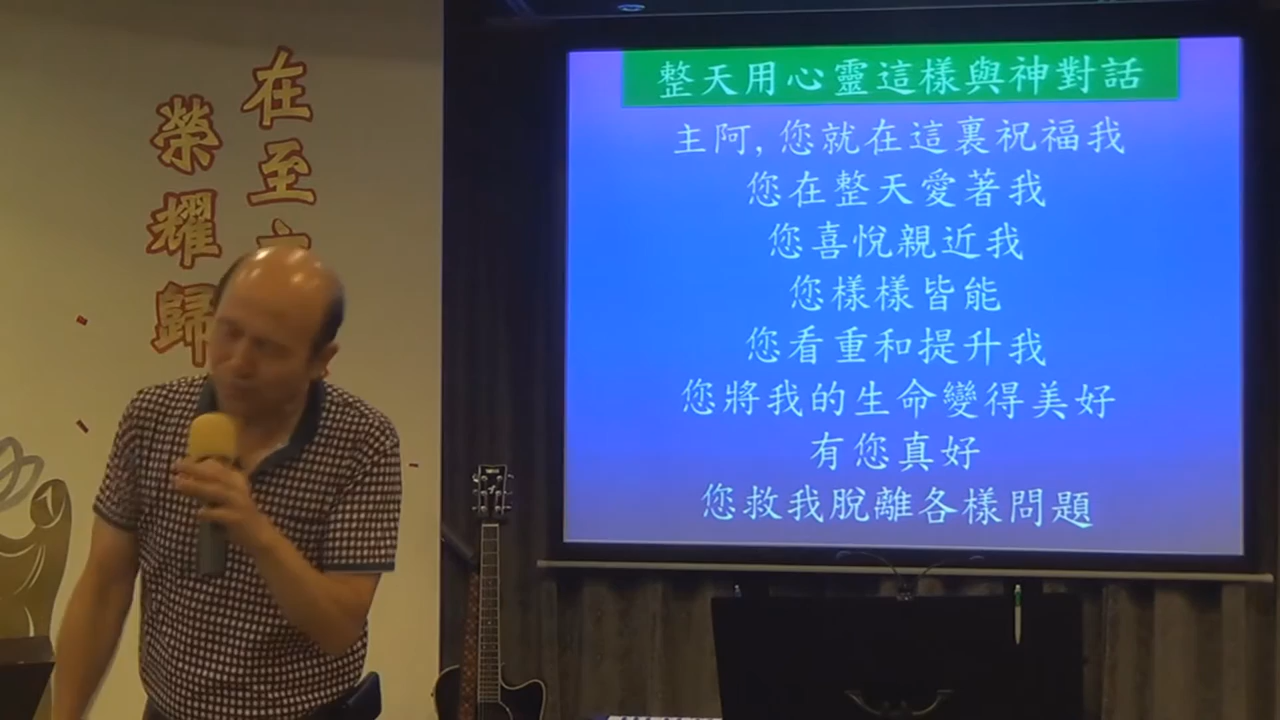 整天用心靈這樣與神對話
主阿,您就在這裏祝福我
您在整天愛著我
您喜悅親近我
您樣樣皆能
您看重和提升我
您將我的生命變得美好
有您真好
您救我脫離各樣問題
榮耀歸
在至